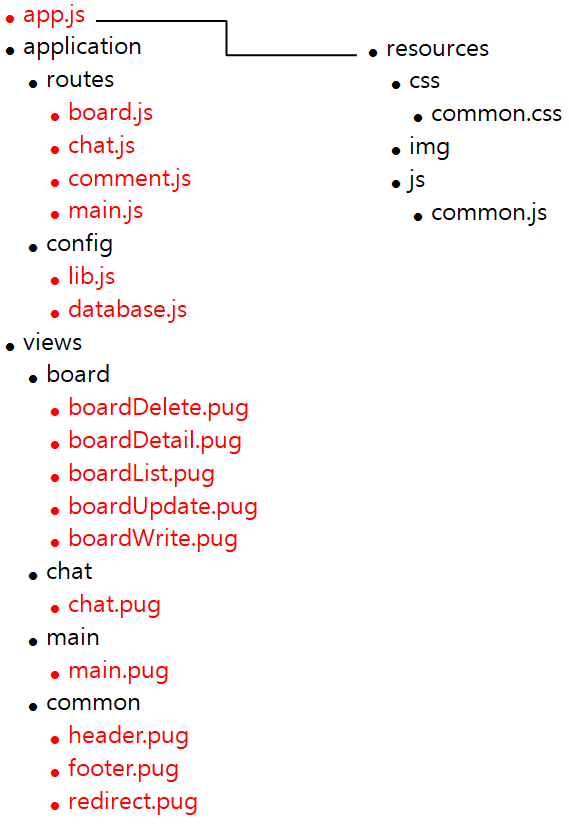 app.js
application
routes
board.js
chat.js
comment.js
main.js
config
lib.js
database.js
views
board
boardDelete.pug
boardDetail.pug
boardList.pug
boardUpdate.pug
boardWrite.pug
chat
chat.pug
main
main.pug
common
header.pug
footer.pug
redirect.pug
resources
css
common.css
img
js
common.js